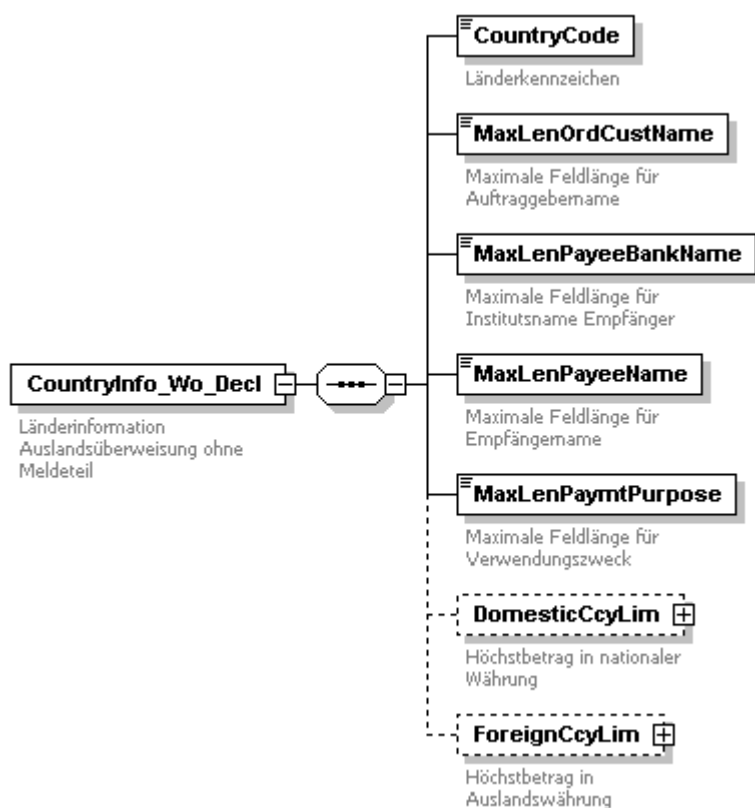 CountryCode
Länderkennzeichen
MaxLenOrdCustName
Maximale Feldlänge für
Auftraggebername
MaxLenPayeeBankName
Maximale Feldlänge für
Institutsname Empfänger
CountryInfo_Wo_Decl
Länderinformation
Auslandsüberweisung ohne
Meldeteil
MaxLenPayeeName
Maximale Feldlänge für
Empfängername
MaxLenPaymtPurpose
Maximale Feldlänge für
Verwendungszweck
DomesticCcyLim
Höchstbetrag in nationaler
Währung
ForeignCcyLim
Höchstbetrag in
Auslandswährung